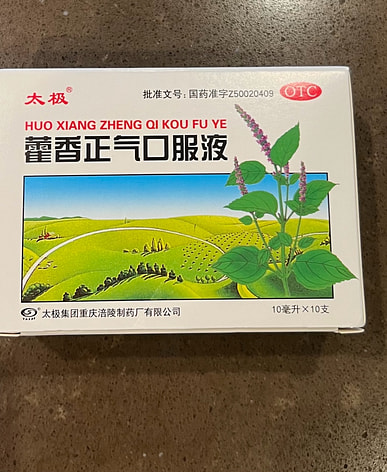 太极®
批准文号：国药准字Z50020409
OTC
HUO XIANG ZHENG QI KOU FU YE
藿香正气口服液
太极集团重庆涪陵制药厂有限公司
10毫升×10支